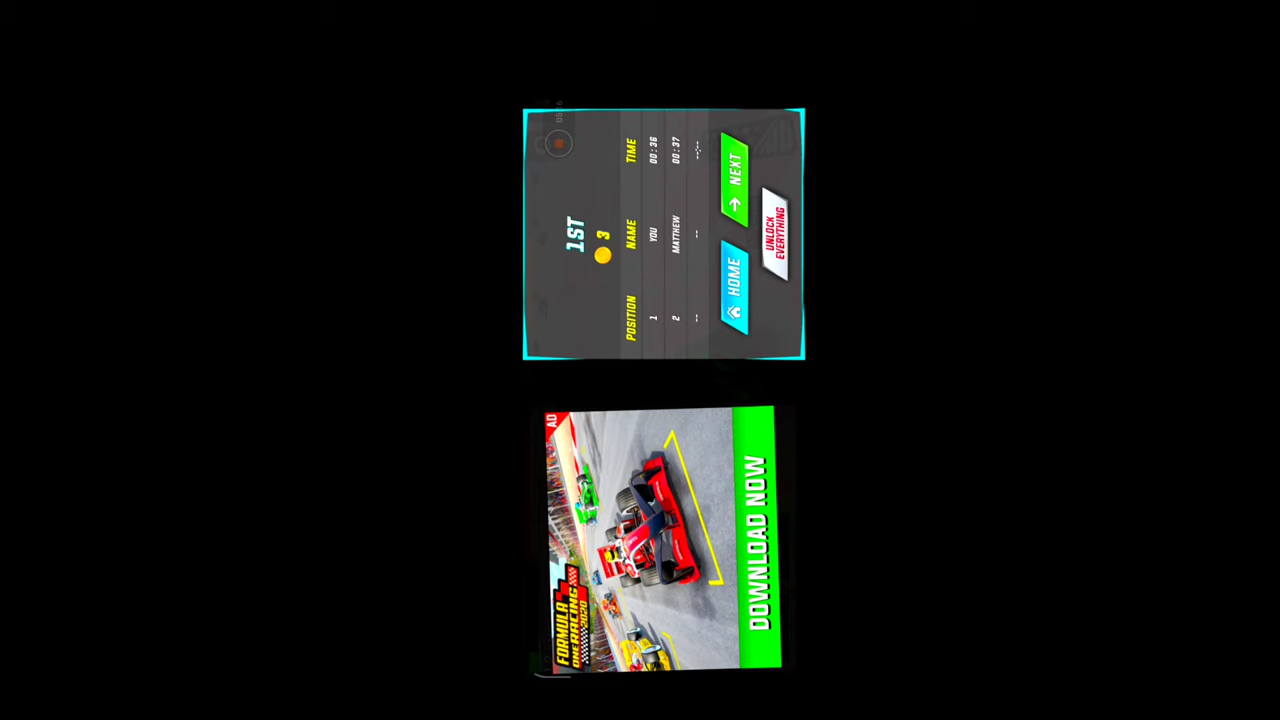 1ST
3
POSITION NAME TIME
1 YOU 00:36
2 MATTHEW 00:37
-- -- --:--
HOME NEXT
UNLOCK
EVERYTHING
AD
FORMULA
ONE RACING
2020
DOWNLOAD NOW